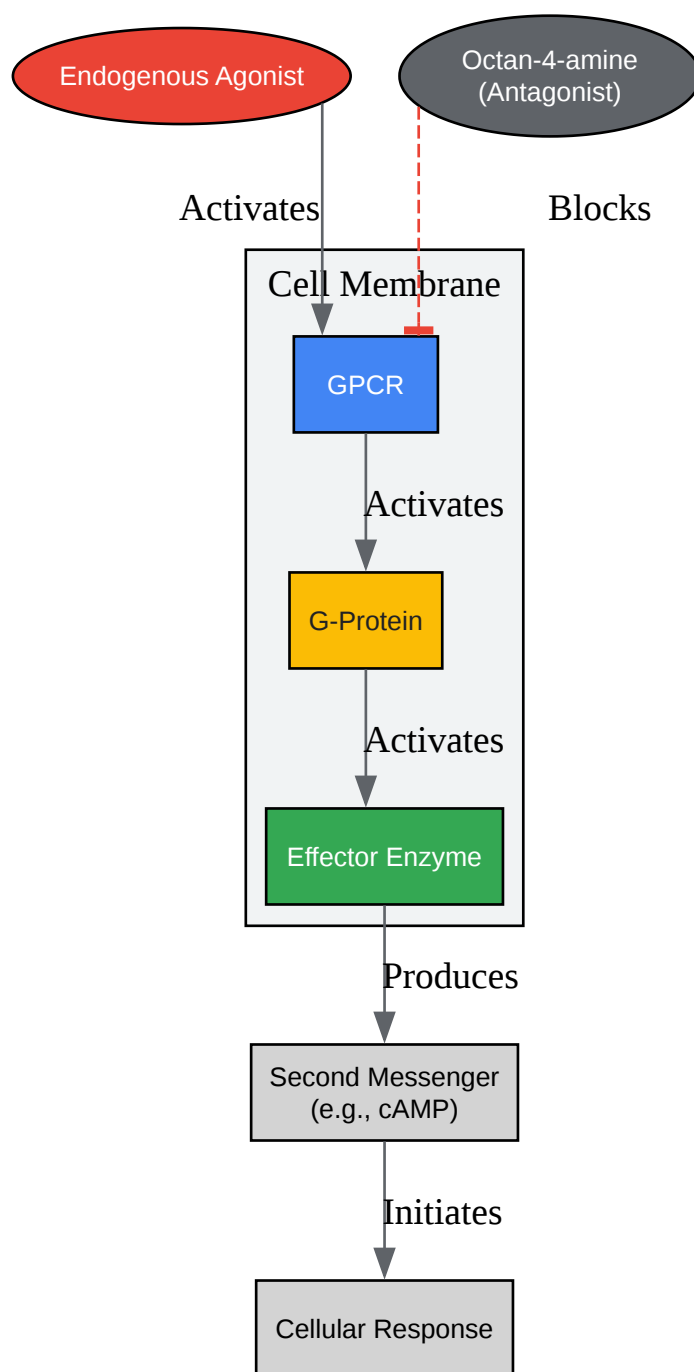 Endogenous Agonist
Octan-4-amine
(Antagonist)
Activates
Blocks
Cell Membrane
GPCR
Activates
G-Protein
Activates
Effector Enzyme
Produces
Second Messenger
(e.g., cAMP)
Initiates
Cellular Response